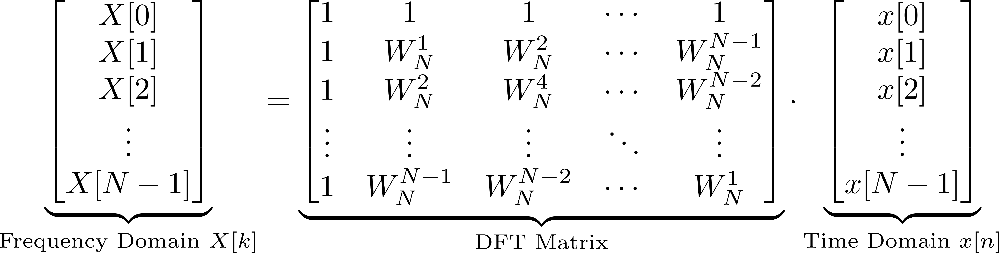 X[0] 1 1 1 ⋯ 1 x[0]
X[1] 1 W_N^1 W_N^2 ⋯ W_N^{N−1} x[1]
X[2] = 1 W_N^2 W_N^4 ⋯ W_N^{N−2} · x[2]
⋮ ⋮ ⋮ ⋮ ⋱ ⋮ ⋮
X[N − 1] 1 W_N^{N−1} W_N^{N−2} ⋯ W_N^1 x[N − 1]
Frequency Domain X[k] DFT Matrix Time Domain x[n]